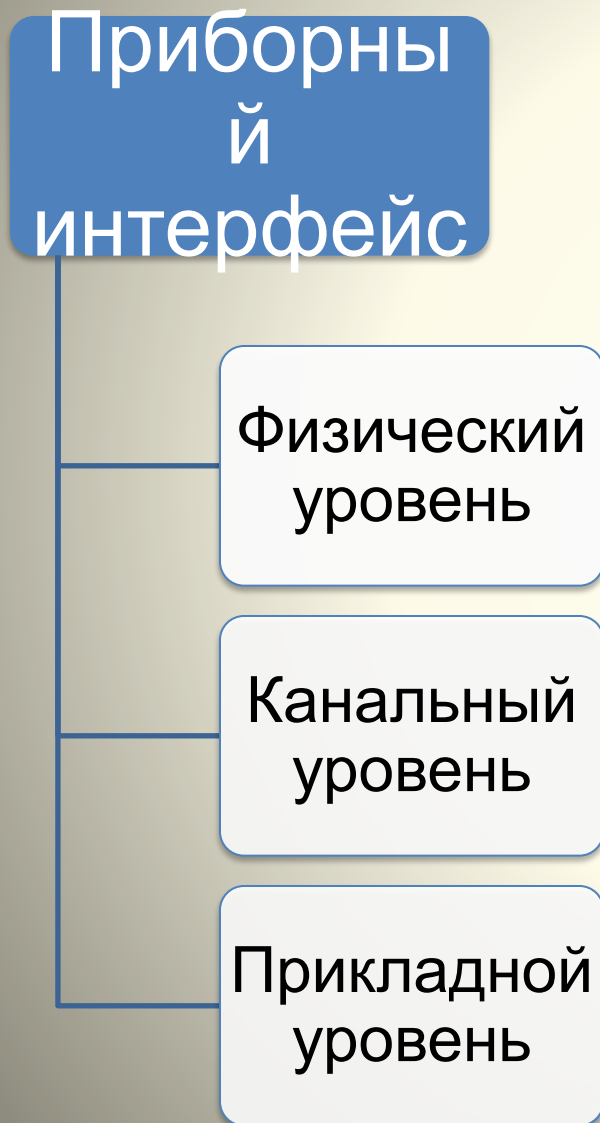 Приборны
й
интерфейс
Физический
уровень
Канальный
уровень
Прикладной
уровень